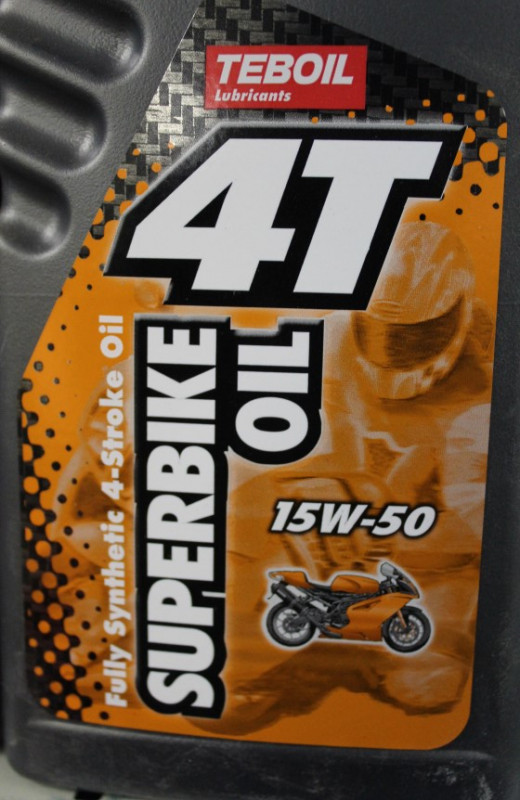 TEBOIL
Lubricants
4T
SUPERBIKE
OIL
Fully Synthetic 4-Stroke Oil
15W-50